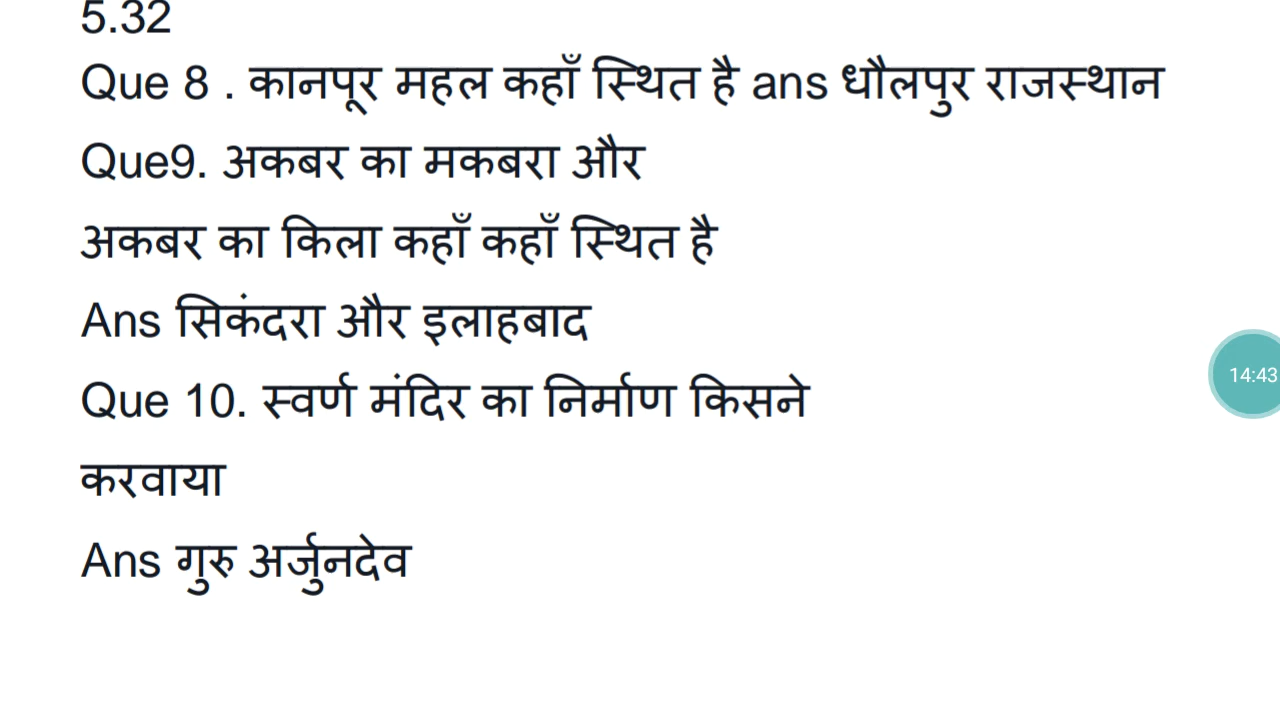 5.32
Que 8 . कानपूर महल कहाँ स्थित है ans धौलपुर राजस्थान
Que9. अकबर का मकबरा और
अकबर का किला कहाँ कहाँ स्थित है
Ans सिकंदरा और इलाहबाद
14:43
Que 10. स्वर्ण मंदिर का निर्माण किसने
करवाया
Ans गुरु अर्जुनदेव